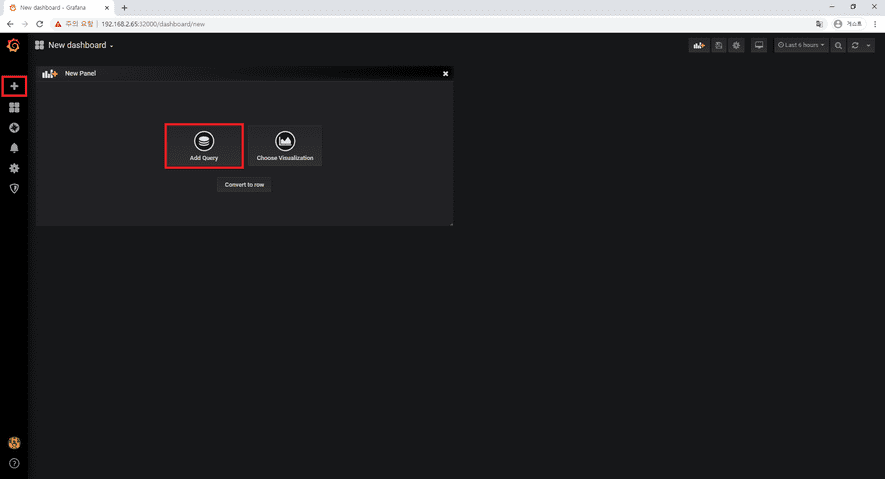 New dashboard - Grafana
주의 요함
192.168.2.65:32000/dashboard/new
게스트
New dashboard
Last 6 hours
New Panel
Add Query
Choose Visualization
Convert to row